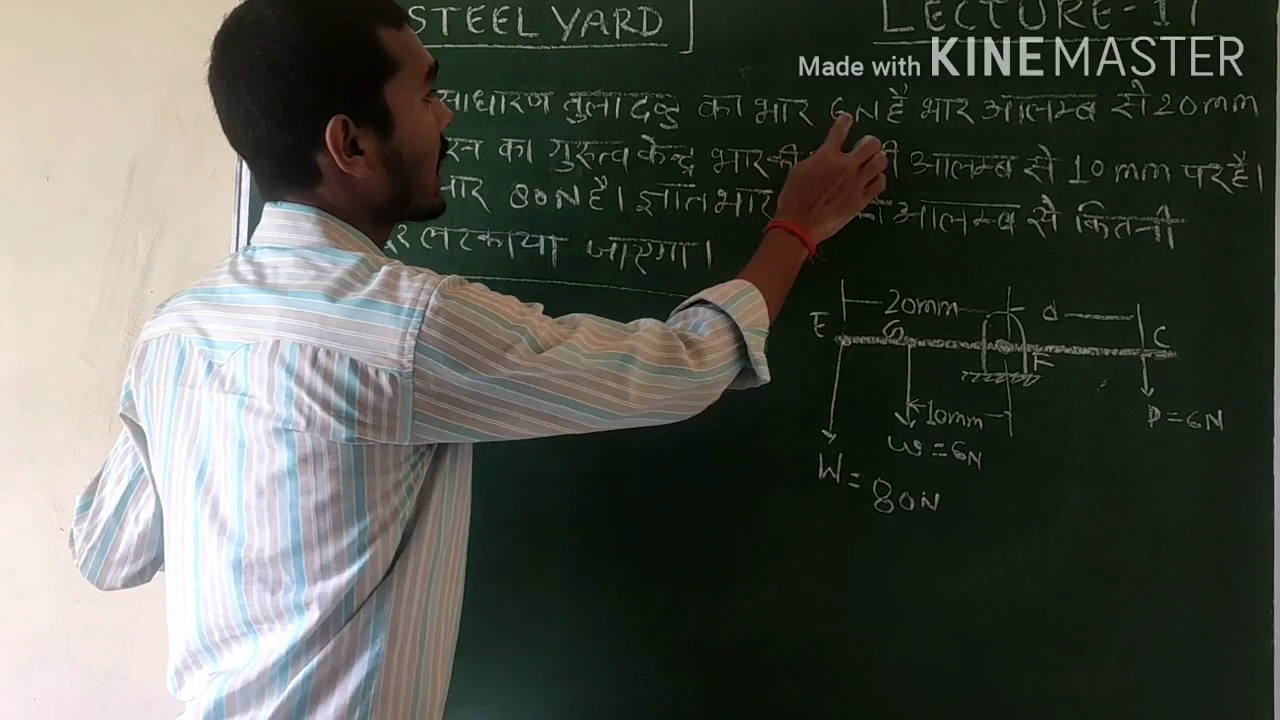 STEEL YARD] LECTURE-17
Made with KINEMASTER
साधारण तुला दण्ड का भार 6N है भार आलम्ब से 20mm
का गुरुत्व केन्द्र भार की आलम्ब से 10mm पर है।
भार 80N है। ज्ञात भार आलम्ब से कितनी
पर लटकाया जाएगा।
20mm d
E G F C
10mm
P=6N
w=6N
W=
80N